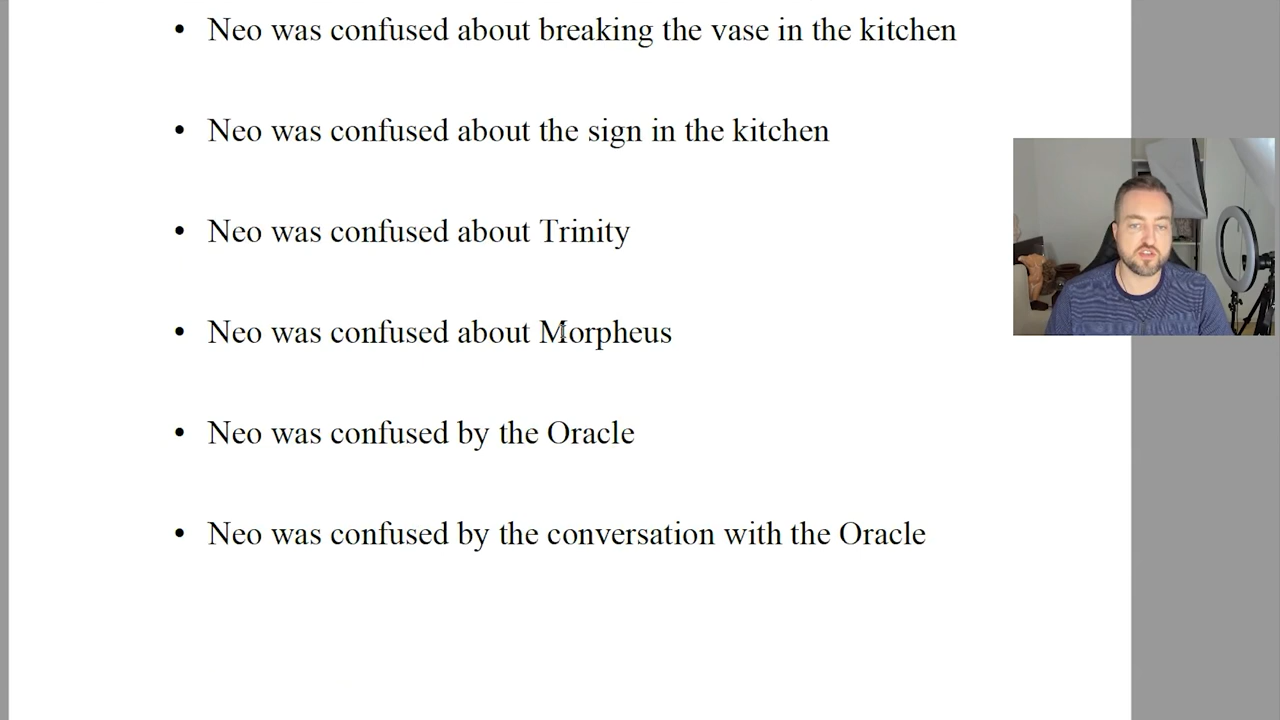 • Neo was confused about breaking the vase in the kitchen
• Neo was confused about the sign in the kitchen
• Neo was confused about Trinity
• Neo was confused about Morpheus
• Neo was confused by the Oracle
• Neo was confused by the conversation with the Oracle